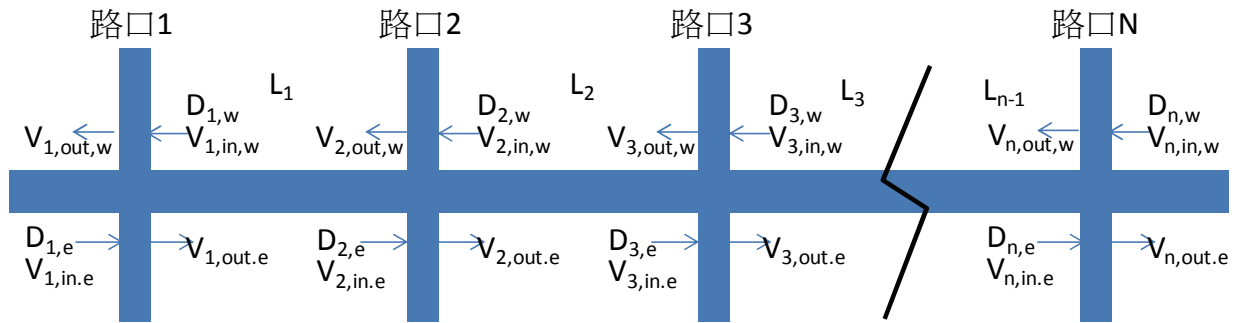 路口1
路口2
路口3
路口N
L₁
L₂
L₃
Lₙ₋₁
D₁,w
V₁,out,w
V₁,in,w
D₂,w
V₂,out,w
V₂,in,w
D₃,w
V₃,out,w
V₃,in,w
Dn,w
Vn,out,w
Vn,in,w
D₁,e
V₁,in.e
V₁,out.e
D₂,e
V₂,in.e
V₂,out.e
D₃,e
V₃,in.e
V₃,out.e
Dn,e
Vn,in.e
Vn,out.e